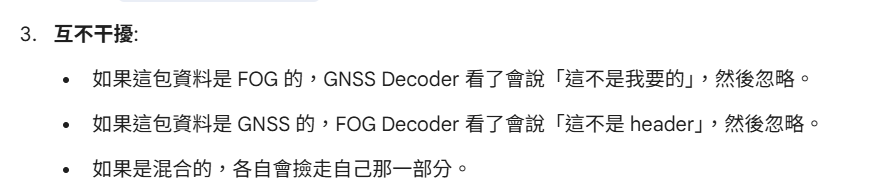 3. 互不干擾:
• 如果這包資料是 FOG 的，GNSS Decoder 看了會說「這不是我要的」，然後忽略。
• 如果這包資料是 GNSS 的，FOG Decoder 看了會說「這不是 header」，然後忽略。
• 如果是混合的，各自會撿走自己那一部分。